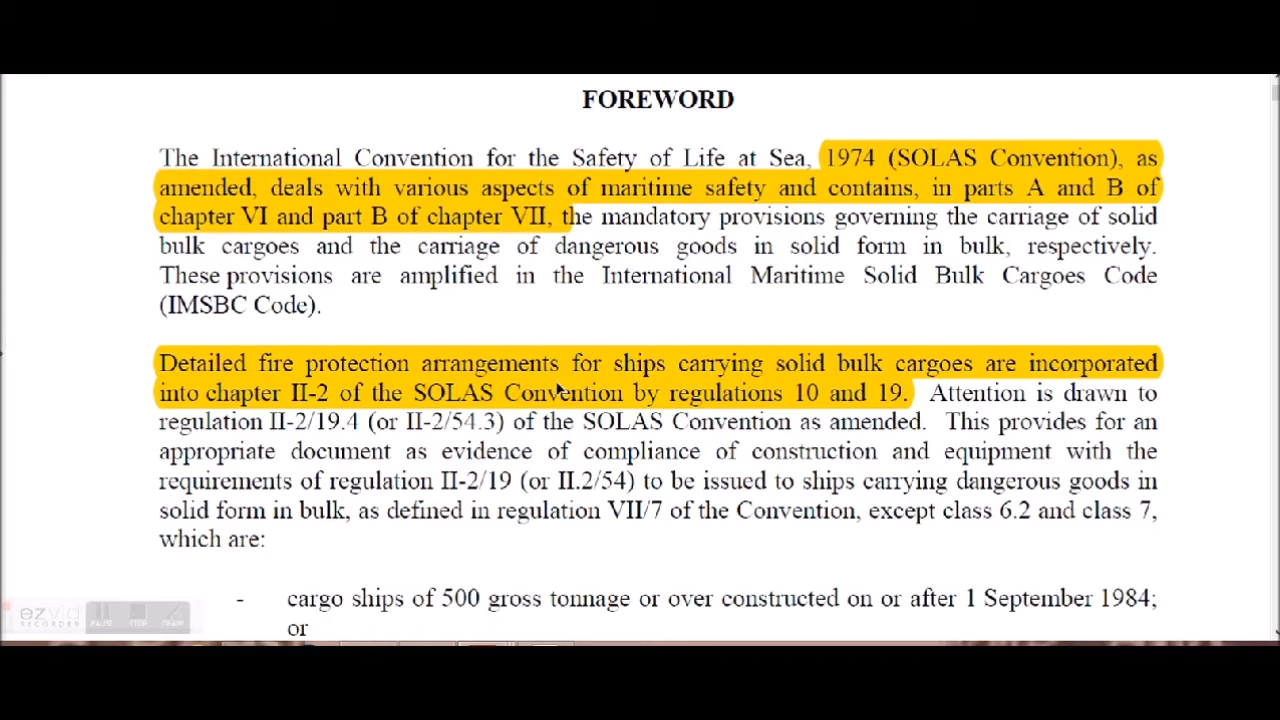 FOREWORD
The International Convention for the Safety of Life at Sea, 1974 (SOLAS Convention), as
amended, deals with various aspects of maritime safety and contains, in parts A and B of
chapter VI and part B of chapter VII, the mandatory provisions governing the carriage of solid
bulk cargoes and the carriage of dangerous goods in solid form in bulk, respectively.
These provisions are amplified in the International Maritime Solid Bulk Cargoes Code
(IMSBC Code).
Detailed fire protection arrangements for ships carrying solid bulk cargoes are incorporated
into chapter II-2 of the SOLAS Convention by regulations 10 and 19. Attention is drawn to
regulation II-2/19.4 (or II-2/54.3) of the SOLAS Convention as amended. This provides for an
appropriate document as evidence of compliance of construction and equipment with the
requirements of regulation II-2/19 (or II.2/54) to be issued to ships carrying dangerous goods in
solid form in bulk, as defined in regulation VII/7 of the Convention, except class 6.2 and class 7,
which are:
- cargo ships of 500 gross tonnage or over constructed on or after 1 September 1984;
or
ezvid
RECORDER
PAUSE STOP DRAW